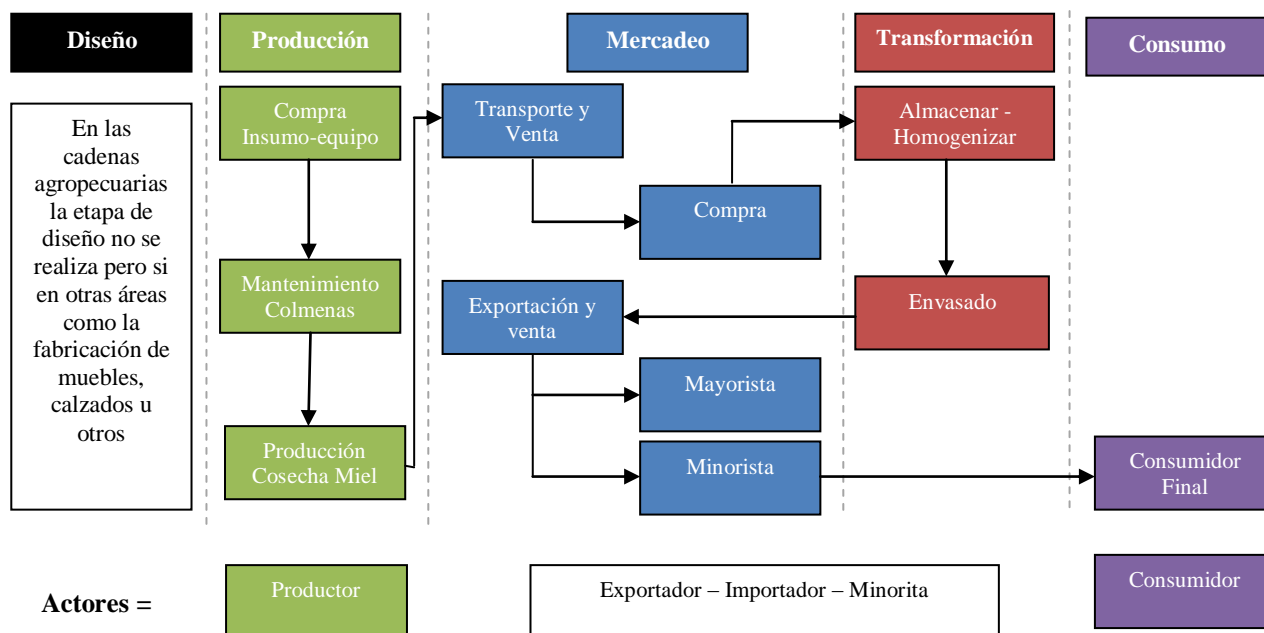 Diseño
Producción
Mercadeo
Transformación
Consumo
En las
cadenas
agropecuarias
la etapa de
diseño no se
realiza pero si
en otras áreas
como la
fabricación de
muebles,
calzados u
otros
Compra
Insumo-equipo
Mantenimiento
Colmenas
Producción
Cosecha Miel
Transporte y
Venta
Compra
Exportación y
venta
Mayorista
Minorista
Almacenar -
Homogenizar
Envasado
Consumidor
Final
Actores =
Productor
Exportador – Importador – Minorita
Consumidor